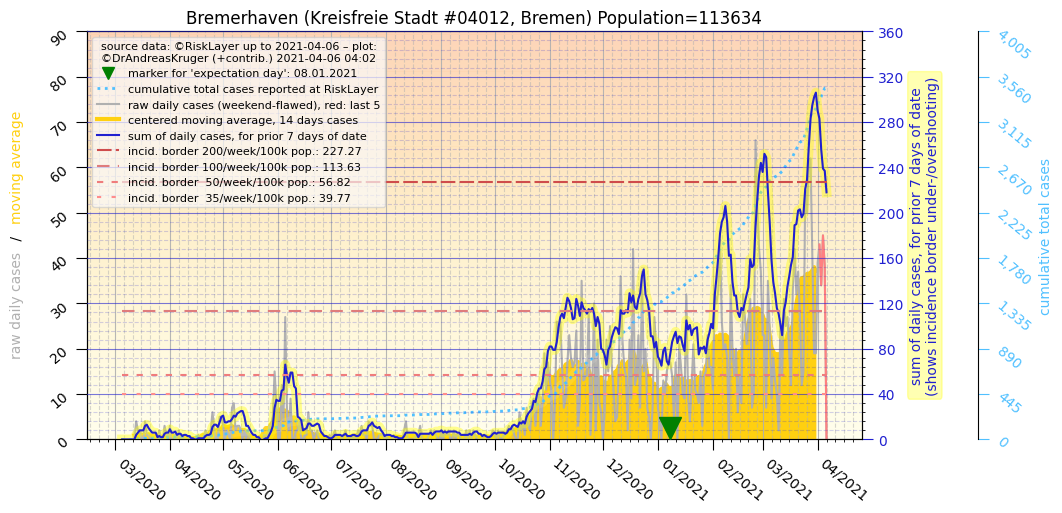 Bremerhaven (Kreisfreie Stadt #04012, Bremen) Population=113634
source data: ©RiskLayer up to 2021-04-06 – plot:
©DrAndreasKruger (+contrib.) 2021-04-06 04:02
marker for 'expectation day': 08.01.2021
cumulative total cases reported at RiskLayer
raw daily cases (weekend-flawed), red: last 5
centered moving average, 14 days cases
sum of daily cases, for prior 7 days of date
incid. border 200/week/100k pop.: 227.27
incid. border 100/week/100k pop.: 113.63
incid. border  50/week/100k pop.: 56.82
incid. border  35/week/100k pop.: 39.77
raw daily cases / moving average
90
80
70
60
50
40
30
20
10
0
03/2020
04/2020
05/2020
06/2020
07/2020
08/2020
09/2020
10/2020
11/2020
12/2020
01/2021
02/2021
03/2021
04/2021
360
320
280
240
200
160
120
80
40
0
sum of daily cases, for prior 7 days of date
(shows incidence border under-/overshooting)
4,005
3,560
3,115
2,670
2,225
1,780
1,335
890
445
0
cumulative total cases